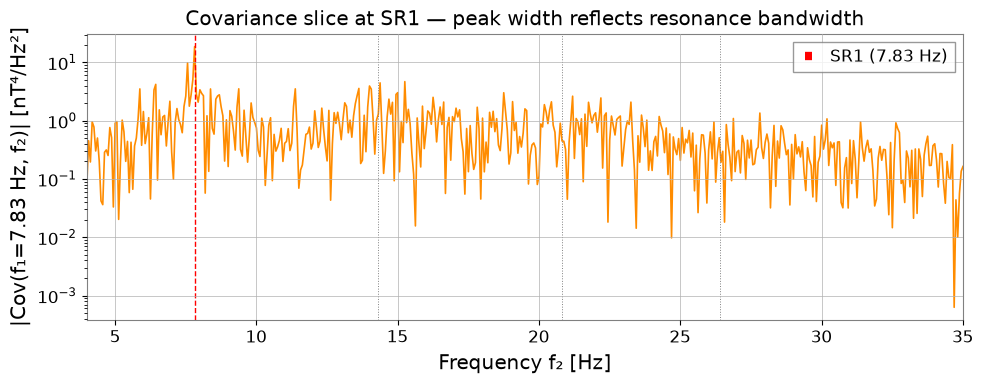 Covariance slice at SR1 — peak width reflects resonance bandwidth
|Cov(f₁=7.83 Hz, f₂)| [nT⁴/Hz²]
10¹
10⁰
10⁻¹
10⁻²
10⁻³
SR1 (7.83 Hz)
5 10 15 20 25 30 35
Frequency f₂ [Hz]